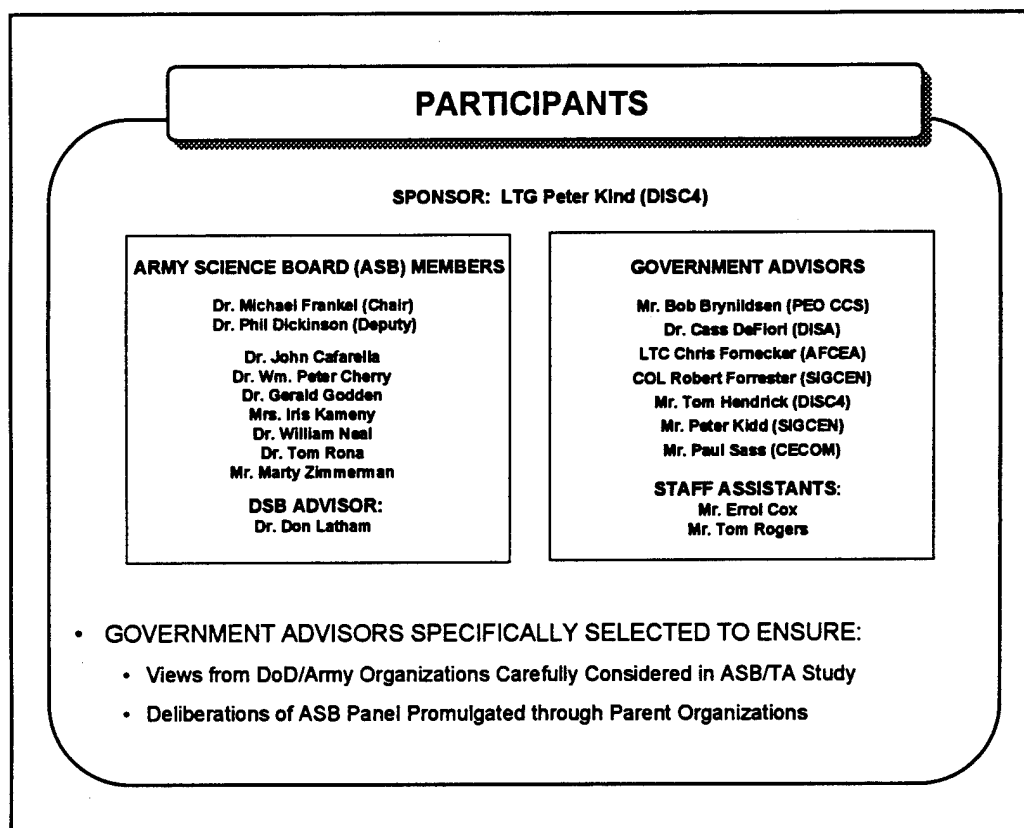 PARTICIPANTS
SPONSOR: LTG Peter Kind (DISC4)
ARMY SCIENCE BOARD (ASB) MEMBERS
Dr. Michael Frankel (Chair)
Dr. Phil Dickinson (Deputy)
Dr. John Cafarella
Dr. Wm. Peter Cherry
Dr. Gerald Godden
Mrs. Iris Kameny
Dr. William Neal
Dr. Tom Rona
Mr. Marty Zimmerman
DSB ADVISOR:
Dr. Don Latham
GOVERNMENT ADVISORS
Mr. Bob Brynildsen (PEO CCS)
Dr. Cass DeFiori (DISA)
LTC Chris Fornecker (AFCEA)
COL Robert Forrester (SIGCEN)
Mr. Tom Hendrick (DISC4)
Mr. Peter Kidd (SIGCEN)
Mr. Paul Sass (CECOM)
STAFF ASSISTANTS:
Mr. Errol Cox
Mr. Tom Rogers
• GOVERNMENT ADVISORS SPECIFICALLY SELECTED TO ENSURE:
• Views from DoD/Army Organizations Carefully Considered in ASB/TA Study
• Deliberations of ASB Panel Promulgated through Parent Organizations